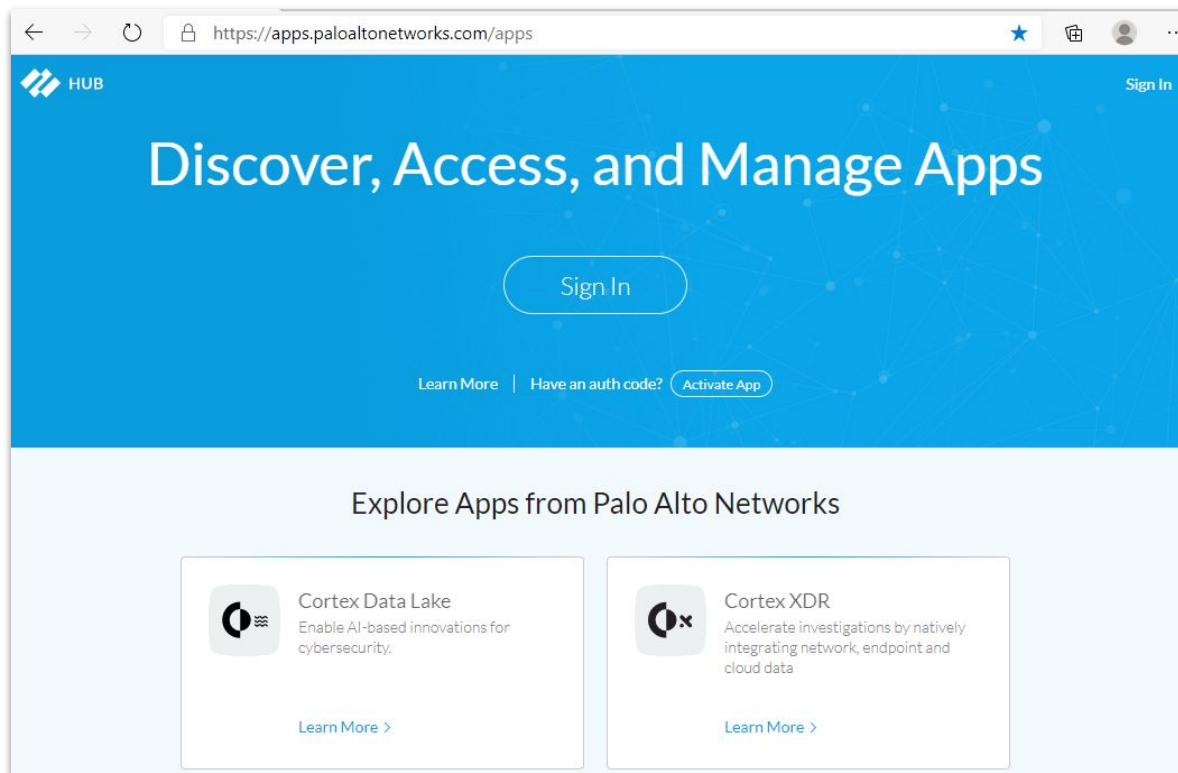 https://apps.paloaltonetworks.com/apps
HUB
Sign In
Discover, Access, and Manage Apps
Sign In
Learn More | Have an auth code? Activate App
Explore Apps from Palo Alto Networks
Cortex Data Lake
Enable AI-based innovations for
cybersecurity.
Learn More >
Cortex XDR
Accelerate investigations by natively
integrating network, endpoint and
cloud data
Learn More >